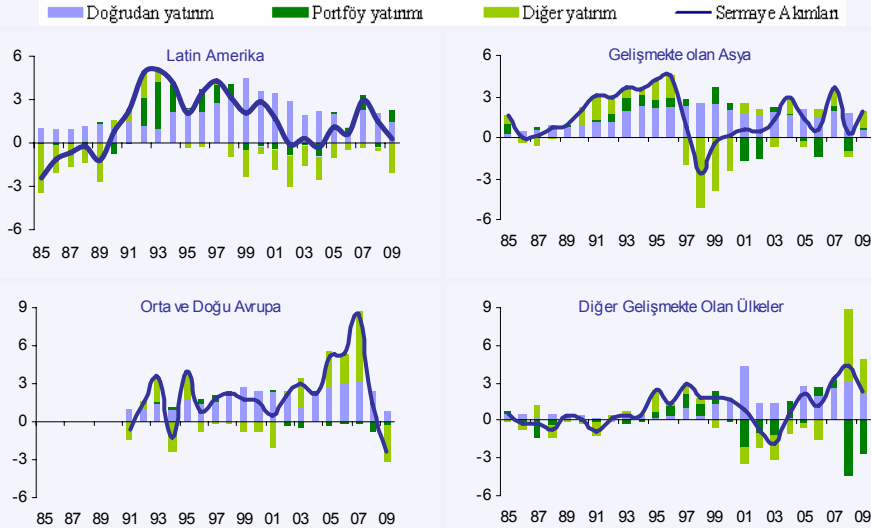 Doğrudan yatırım Portföy yatırımı Diğer yatırım Sermaye Akımları
Latin Amerika
6
3
0
-3
-6
85 87 89 91 93 95 97 99 01 03 05 07 09
Gelişmekte olan Asya
6
3
0
-3
-6
85 87 89 91 93 95 97 99 01 03 05 07 09
Orta ve Doğu Avrupa
9
6
3
0
-3
-6
85 87 89 91 93 95 97 99 01 03 05 07 09
Diğer Gelişmekte Olan Ülkeler
9
6
3
0
-3
-6
85 87 89 91 93 95 97 99 01 03 05 07 09